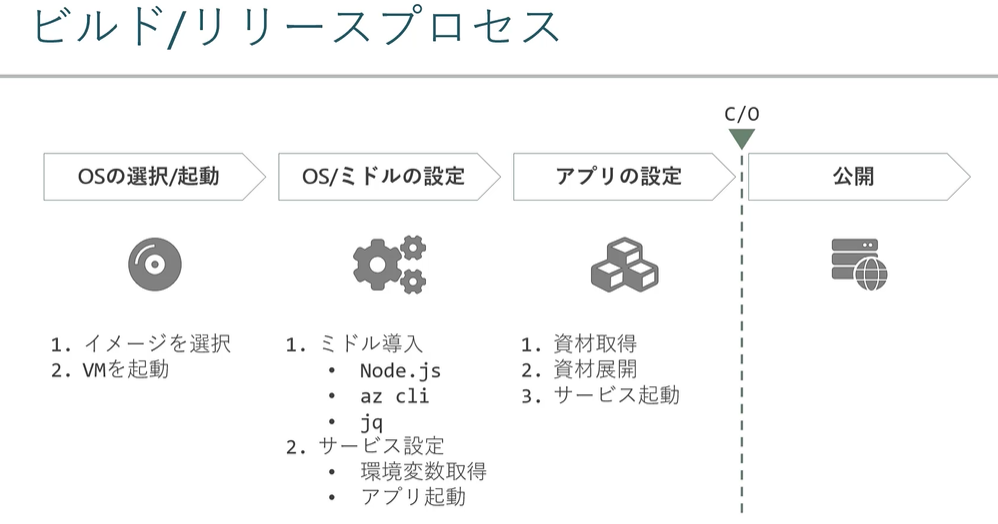 ビルド/リリースプロセス
C/O
OSの選択/起動
OS/ミドルの設定
アプリの設定
公開
1. イメージを選択
2. VMを起動
1. ミドル導入
• Node.js
• az cli
• jq
2. サービス設定
• 環境変数取得
• アプリ起動
1. 資材取得
2. 資材展開
3. サービス起動